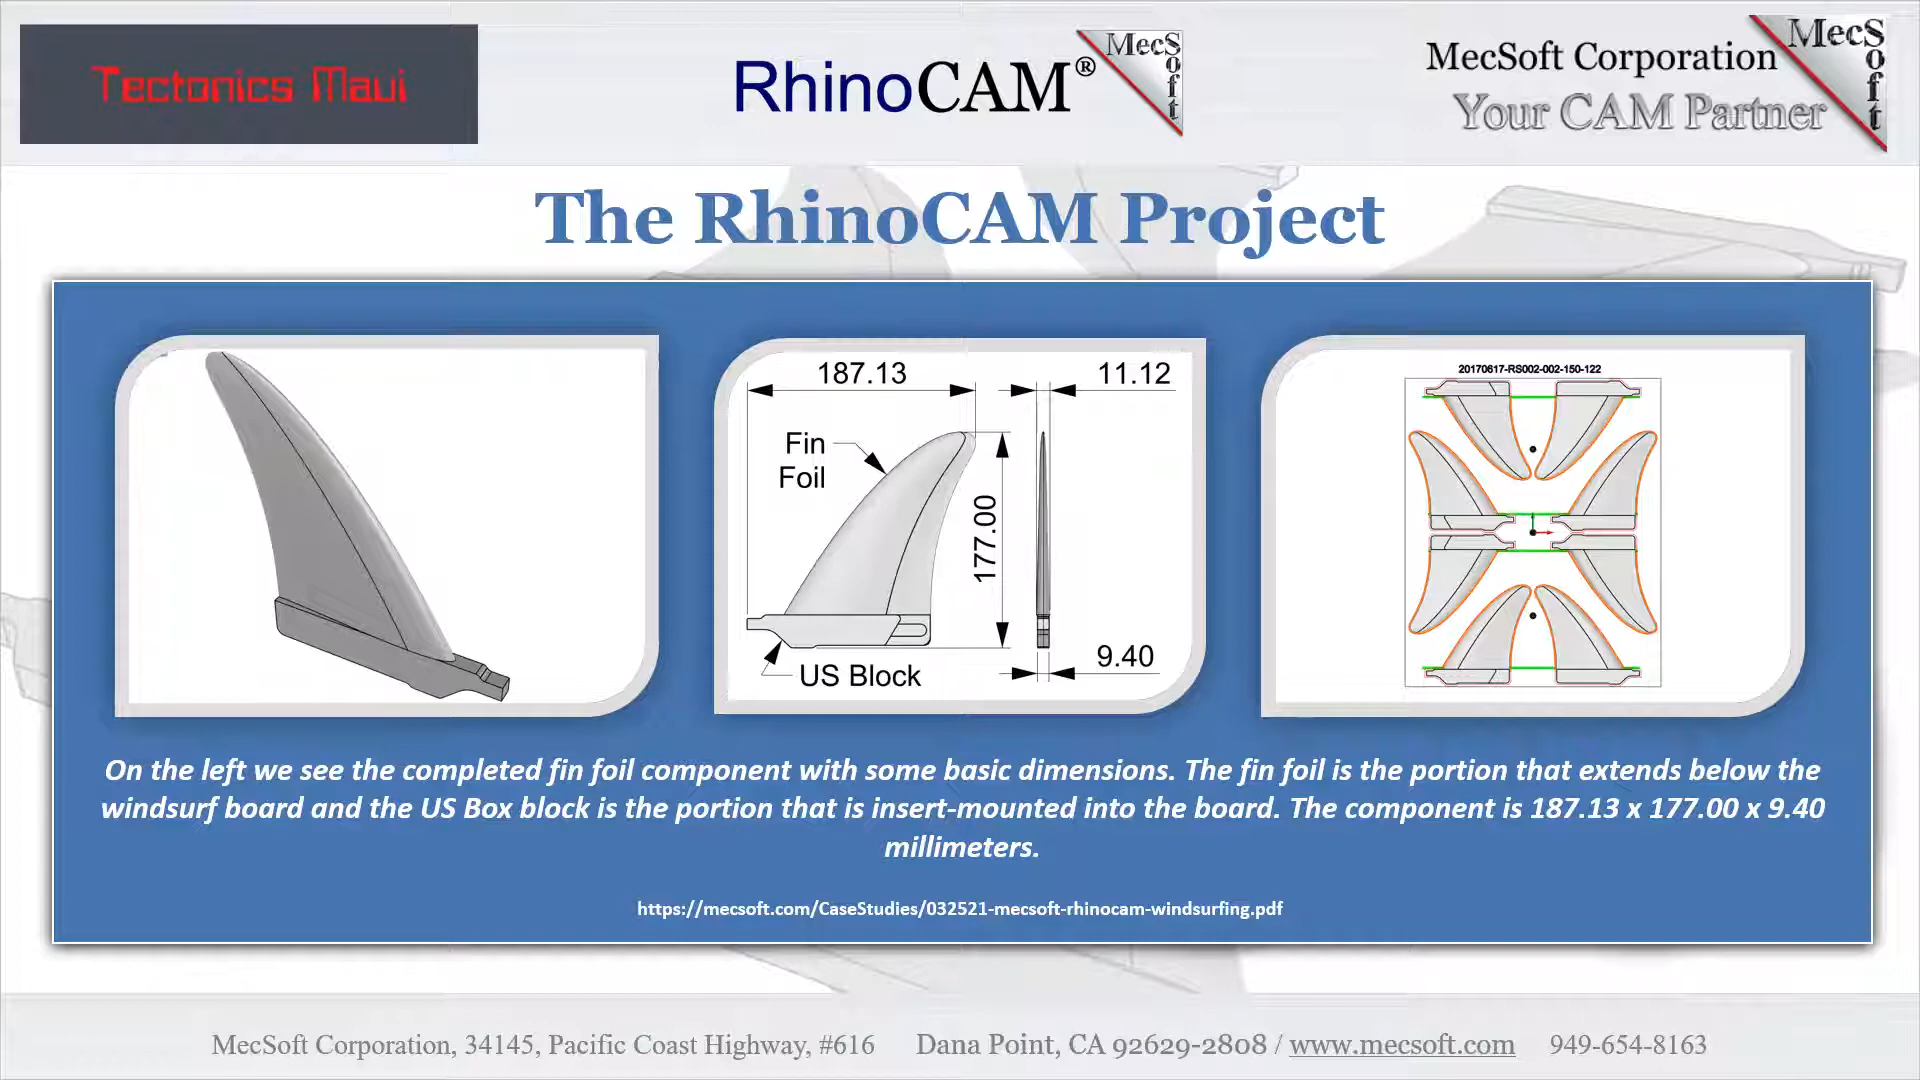 Tectonics Maui
RhinoCAM®
MecSoft
MecSoft Corporation
Your CAM Partner
MecSoft
The RhinoCAM Project
187.13
11.12
Fin
Foil
177.00
9.40
US Block
20170617-RS002-002-150-122
On the left we see the completed fin foil component with some basic dimensions. The fin foil is the portion that extends below the
windsurf board and the US Box block is the portion that is insert-mounted into the board. The component is 187.13 x 177.00 x 9.40
millimeters.
https://mecsoft.com/CaseStudies/032521-mecsoft-rhinocam-windsurfing.pdf
MecSoft Corporation, 34145, Pacific Coast Highway, #616 Dana Point, CA 92629-2808 / www.mecsoft.com 949-654-8163